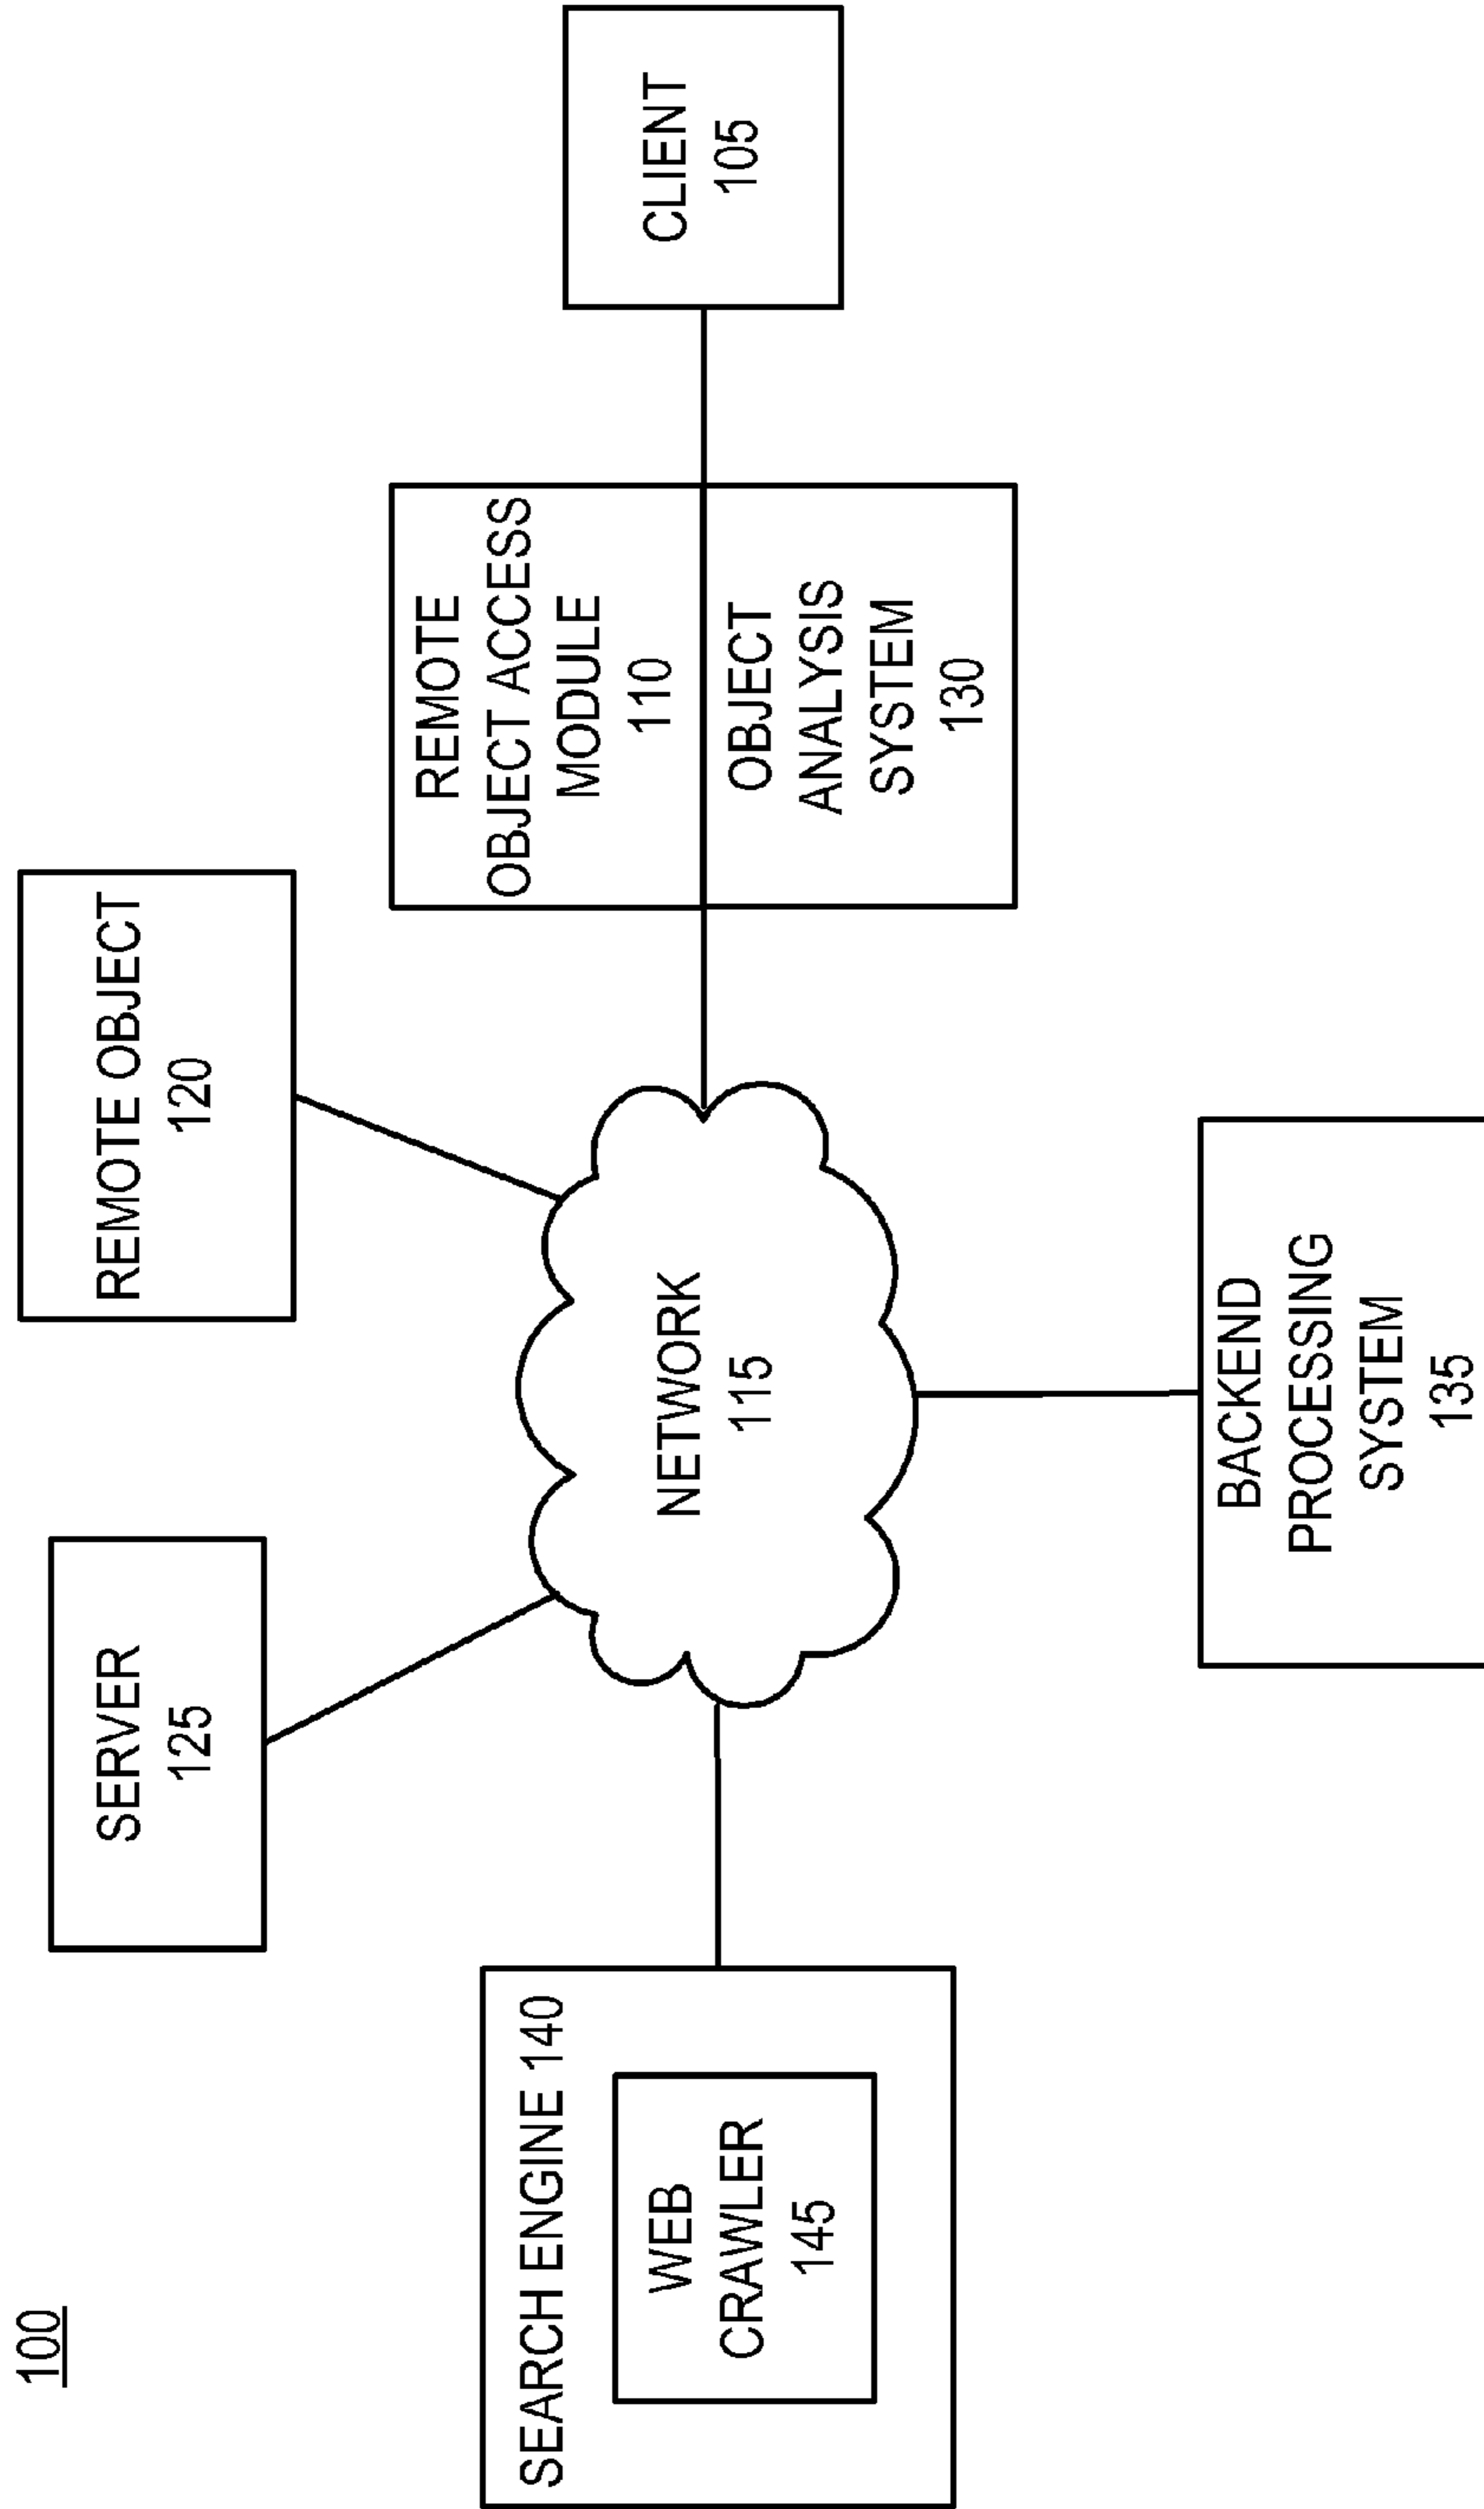 100
SERVER
125
REMOTE OBJECT
120
SEARCH ENGINE 140
WEB
CRAWLER
145
NETWORK
115
REMOTE
OBJECT ACCESS
MODULE
110
OBJECT
ANALYSIS
SYSTEM
130
CLIENT
105
BACKEND
PROCESSING
SYSTEM
135